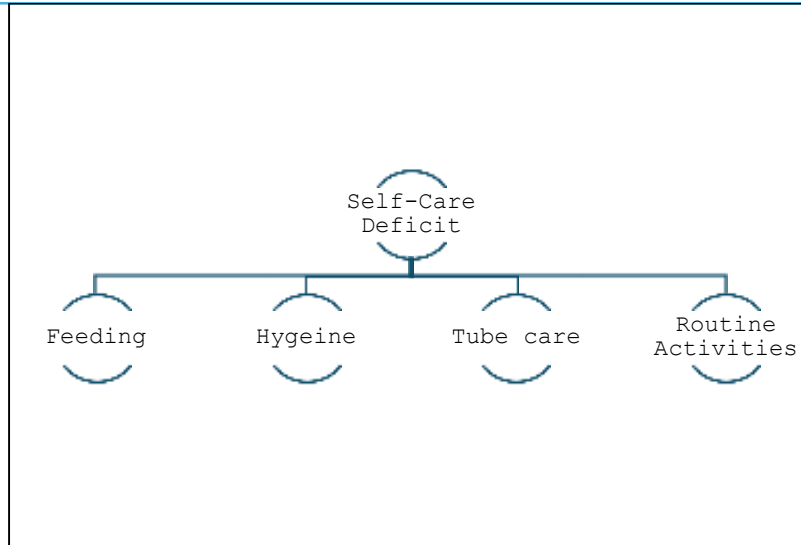 Self-Care
Deficit
Feeding
Hygeine
Tube care
Routine
Activities